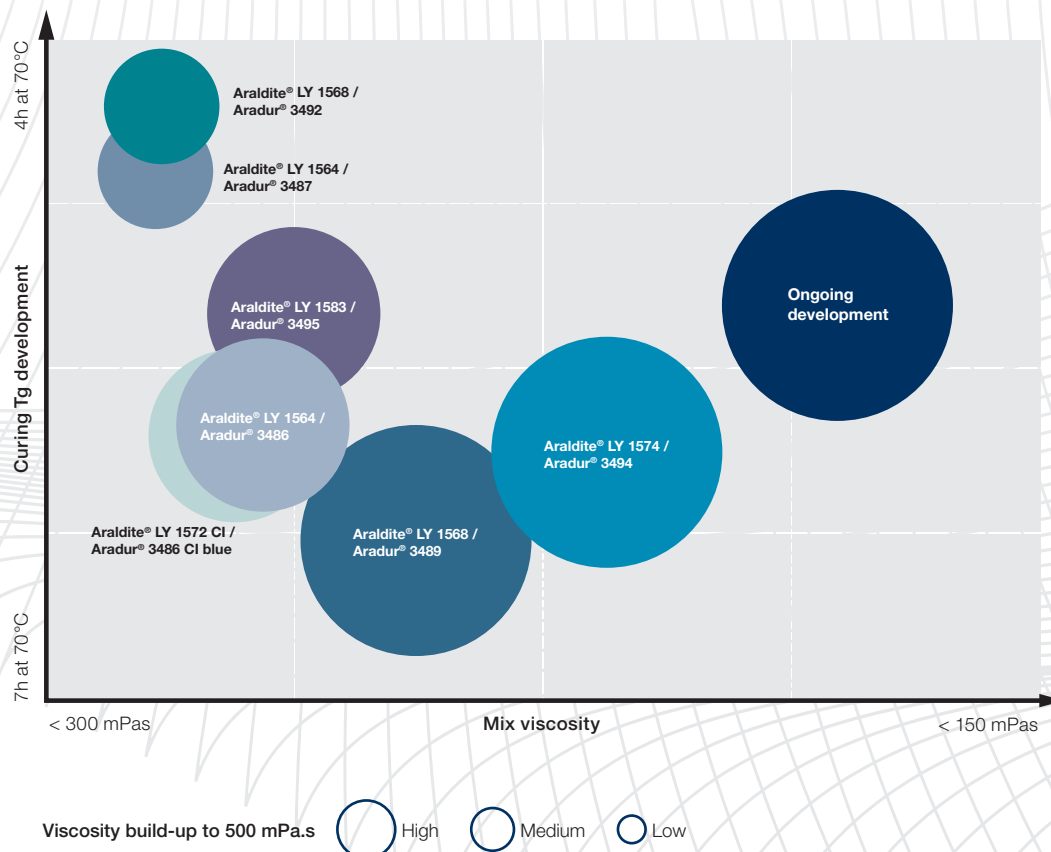 4h at 70°C
Araldite® LY 1568 /
Aradur® 3492
Araldite® LY 1564 /
Aradur® 3487
Curing Tg development
Araldite® LY 1583 /
Aradur® 3495
Ongoing
development
Araldite® LY 1564 /
Aradur® 3486
Araldite® LY 1574 /
Aradur® 3494
Araldite® LY 1572 CI /
Aradur® 3486 CI blue
Araldite® LY 1568 /
Aradur® 3489
7h at 70°C
< 300 mPas
Mix viscosity
< 150 mPas
Viscosity build-up to 500 mPa.s
High
Medium
Low